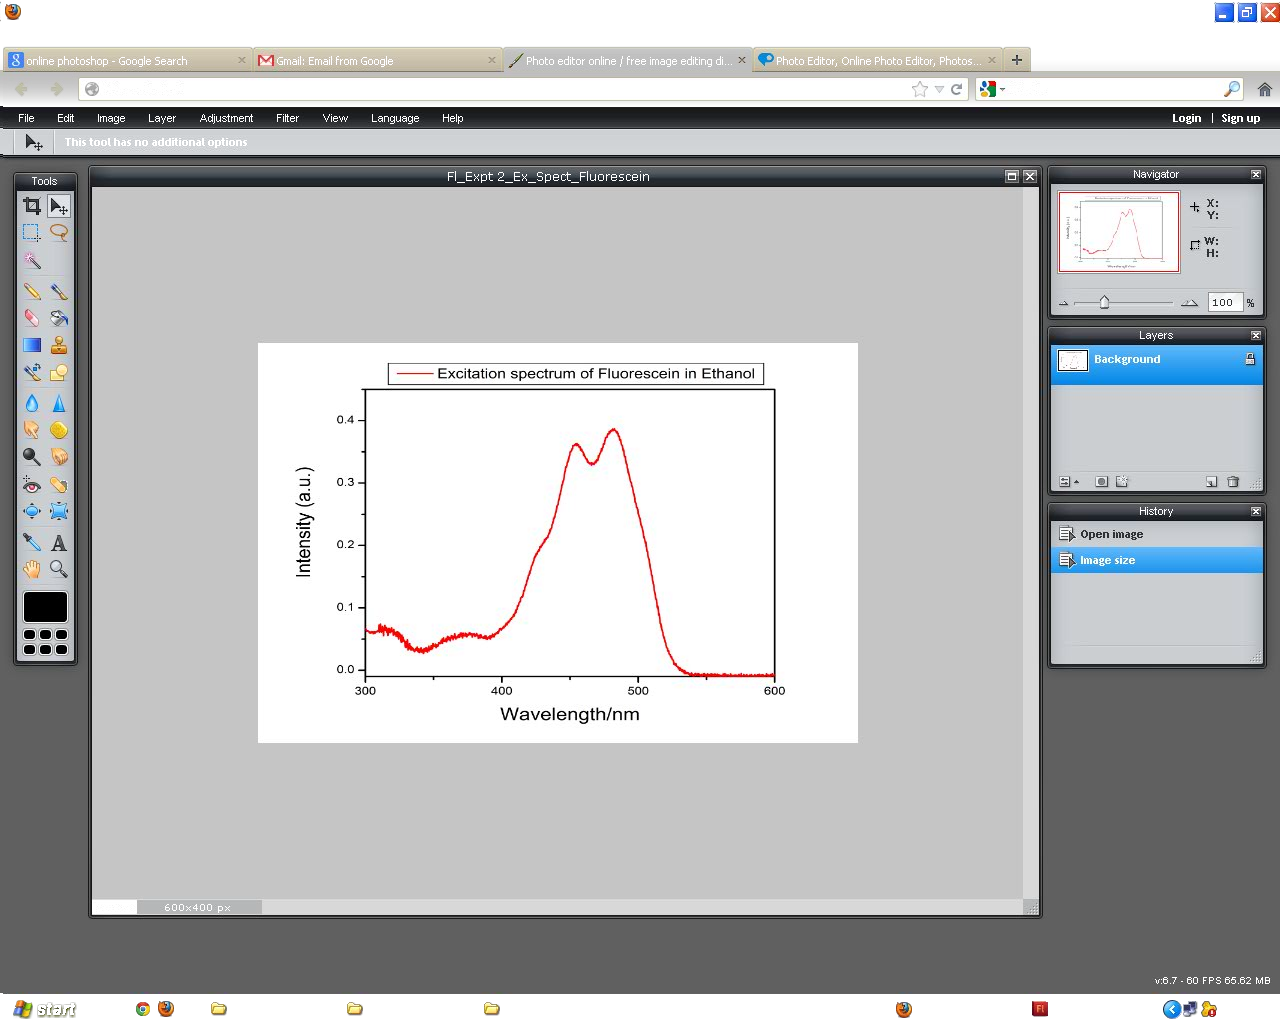 online photoshop - Google Search
Gmail: Email from Google
Photo editor online / free image editing di...
Photo Editor, Online Photo Editor, Photos...
File Edit Image Layer Adjustment Filter View Language Help
Login | Sign up
This tool has no additional options
Tools
Fl_Expt 2_Ex_Spect_Fluorescein
Excitation spectrum of Fluorescein in Ethanol
0.4
0.3
0.2
0.1
0.0
Intensity (a.u.)
300 400 500 600
Wavelength/nm
600x400 px
Navigator
X:
Y:
W:
H:
100 %
Layers
Background
History
Open image
Image size
v:6.7 - 60 FPS 65.62 MB
start